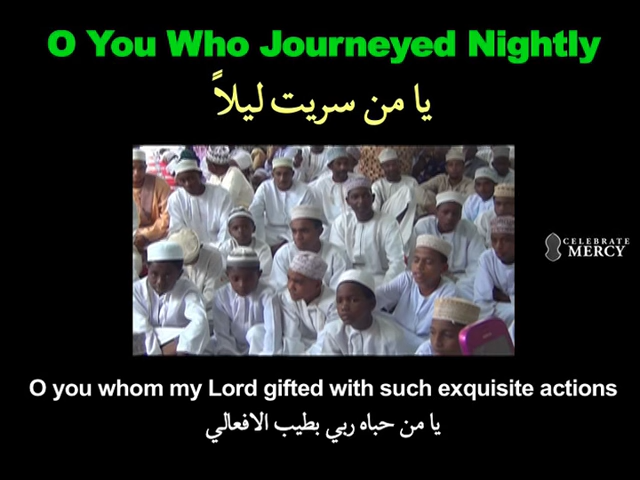 O You Who Journeyed Nightly
يا من سريت ليلاً
CELEBRATE
MERCY
O you whom my Lord gifted with such exquisite actions
يا من حباه ربي بطيب الافعالي